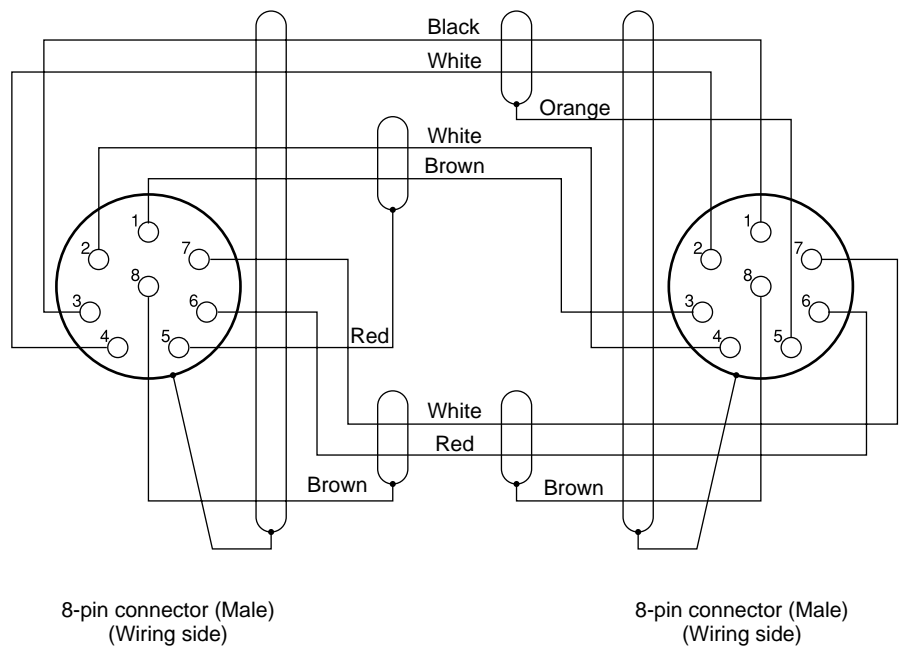 Black
White
Orange
White
Brown
1
2
7
8
3
6
4
5
1
2
7
8
3
6
4
5
Red
White
Red
Brown
Brown
8-pin connector (Male)
(Wiring side)
8-pin connector (Male)
(Wiring side)